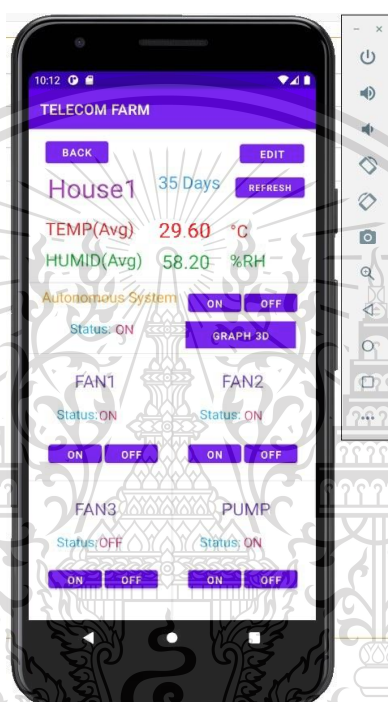 10:12
TELECOM FARM
BACK EDIT
House1 35 Days REFRESH
TEMP(Avg) 29.60 °C
HUMID(Avg) 58.20 %RH
Autonomous System ON OFF
Status: ON GRAPH 3D
FAN1 FAN2
Status:ON Status: ON
ON OFF ON OFF
FAN3 PUMP
Status:OFF Status: ON
ON OFF ON OFF